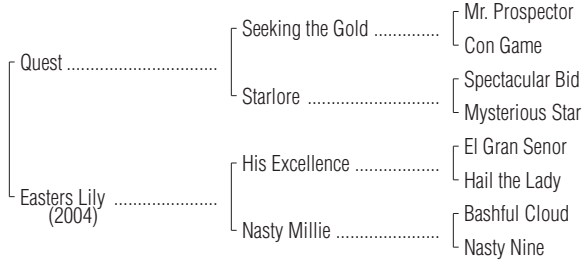 Mr. Prospector
Seeking the Gold ..............
Con Game
Quest ................................
Spectacular Bid
Starlore ............................
Mysterious Star
El Gran Senor
His Excellence ..................
Hail the Lady
Easters Lily ......................
(2004)
Bashful Cloud
Nasty Millie ......................
Nasty Nine